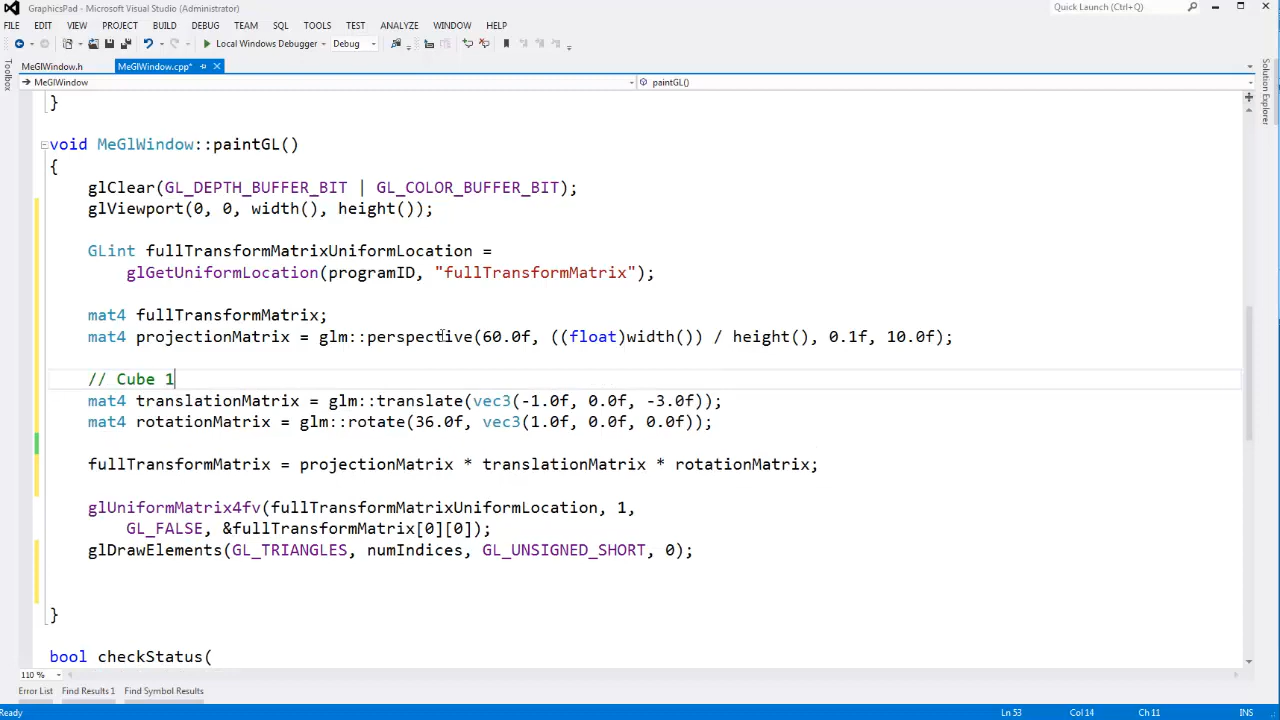 GraphicsPad - Microsoft Visual Studio (Administrator)
Quick Launch (Ctrl+Q)
FILE EDIT VIEW PROJECT BUILD DEBUG TEAM SQL TOOLS TEST ANALYZE WINDOW HELP
Local Windows Debugger Debug
Toolbox
MeGlWindow.h MeGlWindow.cpp*
MeGlWindow paintGL()
Solution Explorer
}
void MeGlWindow::paintGL()
{
glClear(GL_DEPTH_BUFFER_BIT | GL_COLOR_BUFFER_BIT);
glViewport(0, 0, width(), height());
GLint fullTransformMatrixUniformLocation =
glGetUniformLocation(programID, "fullTransformMatrix");
mat4 fullTransformMatrix;
mat4 projectionMatrix = glm::perspective(60.0f, ((float)width()) / height(), 0.1f, 10.0f);
// Cube 1
mat4 translationMatrix = glm::translate(vec3(-1.0f, 0.0f, -3.0f));
mat4 rotationMatrix = glm::rotate(36.0f, vec3(1.0f, 0.0f, 0.0f));
fullTransformMatrix = projectionMatrix * translationMatrix * rotationMatrix;
glUniformMatrix4fv(fullTransformMatrixUniformLocation, 1,
GL_FALSE, &fullTransformMatrix[0][0]);
glDrawElements(GL_TRIANGLES, numIndices, GL_UNSIGNED_SHORT, 0);
}
bool checkStatus(
110 %
Error List Find Results 1 Find Symbol Results
Ready Ln 53 Col 14 Ch 11 INS